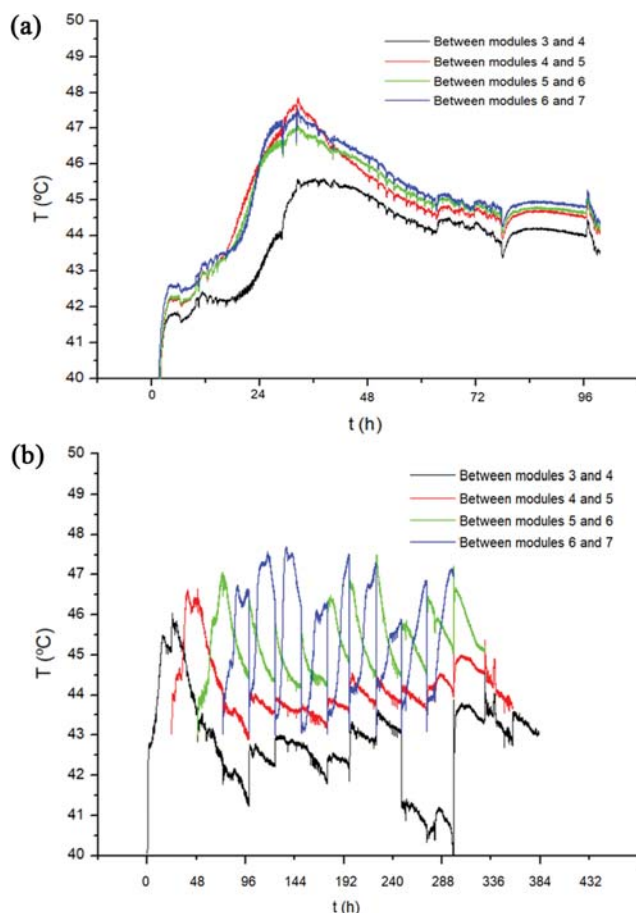 (a)
50
49
48
47
46
45
44
43
42
41
40
T (ºC)
Between modules 3 and 4
Between modules 4 and 5
Between modules 5 and 6
Between modules 6 and 7
0 24 48 72 96
t (h)
(b)
50
49
48
47
46
45
44
43
42
41
40
T (ºC)
Between modules 3 and 4
Between modules 4 and 5
Between modules 5 and 6
Between modules 6 and 7
0 48 96 144 192 240 288 336 384 432
t (h)